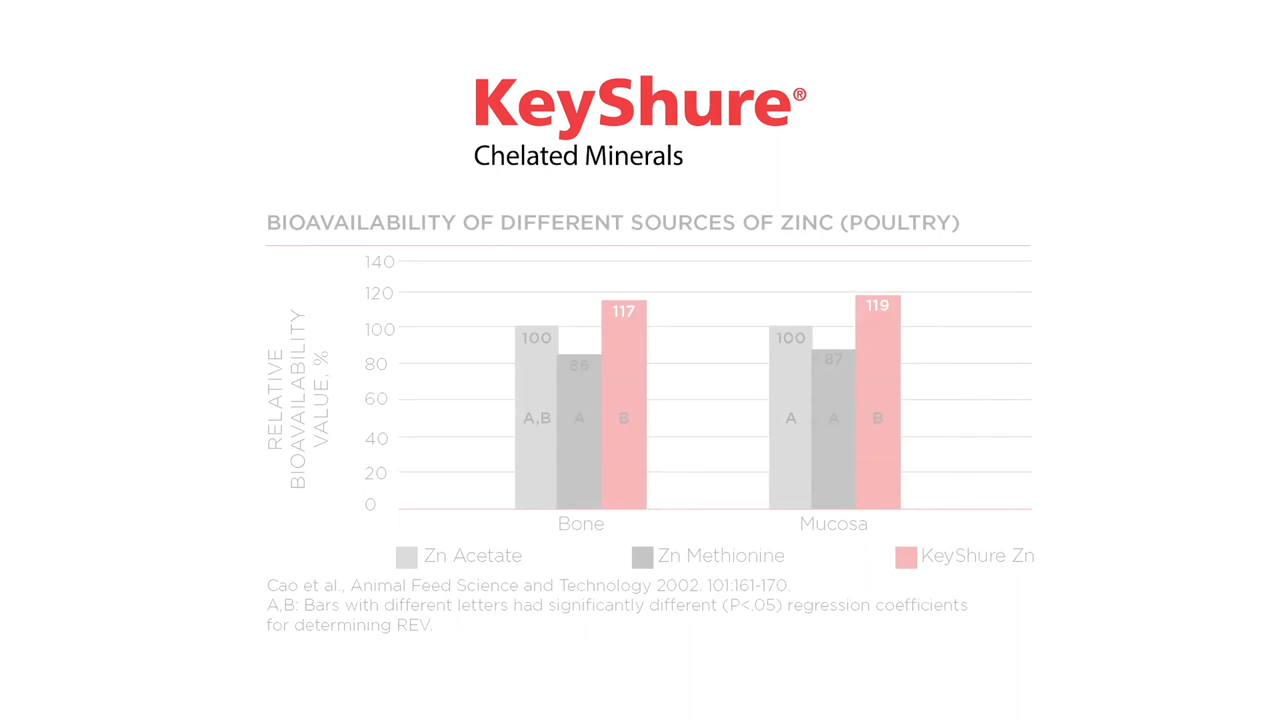 KeyShure®
Chelated Minerals
BIOAVAILABILITY OF DIFFERENT SOURCES OF ZINC (POULTRY)
RELATIVE
BIOAVAILABILITY
VALUE, %
140
120
100
80
60
40
20
0
100
86
117
A,B
A
B
100
87
119
A
A
B
Bone
Mucosa
Zn Acetate
Zn Methionine
KeyShure Zn
Cao et al., Animal Feed Science and Technology 2002. 101:161-170.
A,B: Bars with different letters had significantly different (P<.05) regression coefficients
for determining REV.